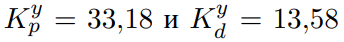 K_p^y = 33,18 и K_d^y = 13,58